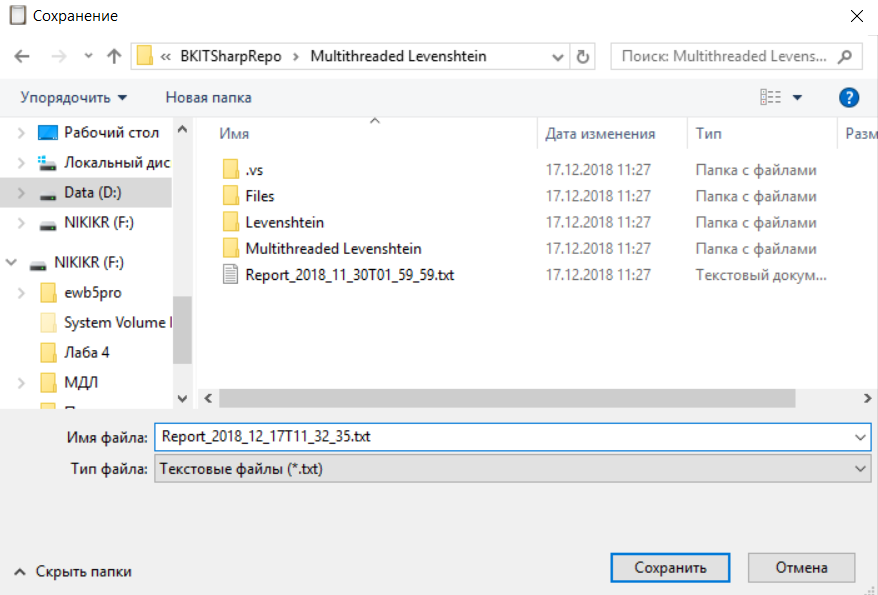 Сохранение
« BKITSharpRepo › Multithreaded Levenshtein
Поиск: Multithreaded Levens...
Упорядочить
Новая папка
?
Рабочий стол
Локальный дис
Data (D:)
NIKIKR (F:)
NIKIKR (F:)
ewb5pro
System Volume I
Лаба 4
МДЛ
Имя Дата изменения Тип Разм
.vs 17.12.2018 11:27 Папка с файлами
Files 17.12.2018 11:27 Папка с файлами
Levenshtein 17.12.2018 11:27 Папка с файлами
Multithreaded Levenshtein 17.12.2018 11:27 Папка с файлами
Report_2018_11_30T01_59_59.txt 17.12.2018 11:27 Текстовый докум...
Имя файла: Report_2018_12_17T11_32_35.txt
Тип файла: Текстовые файлы (*.txt)
Скрыть папки
Сохранить
Отмена